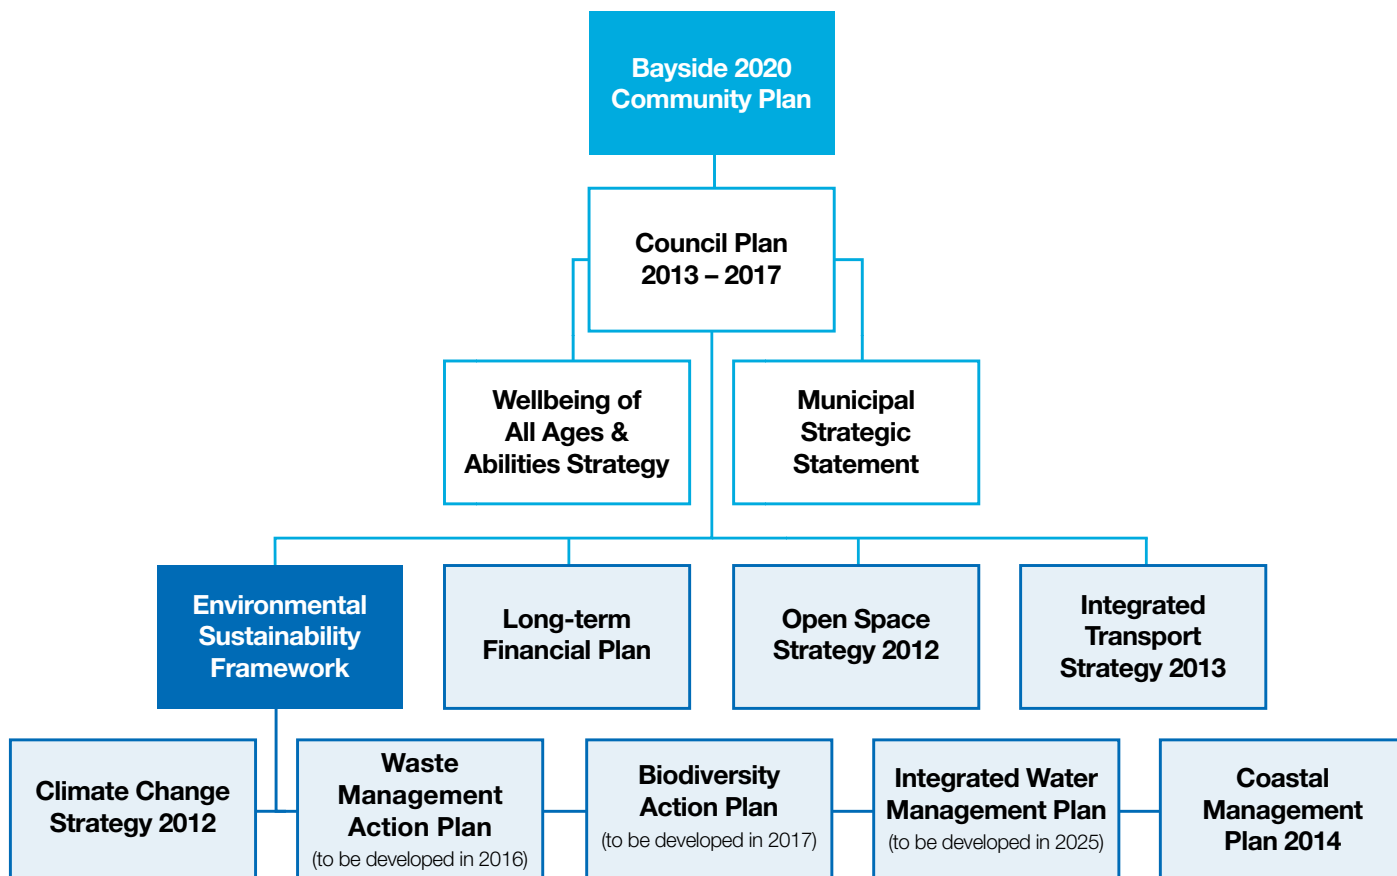 Bayside 2020
Community Plan
Council Plan
2013 – 2017
Wellbeing of
All Ages &
Abilities Strategy
Municipal
Strategic
Statement
Environmental
Sustainability
Framework
Long-term
Financial Plan
Open Space
Strategy 2012
Integrated
Transport
Strategy 2013
Climate Change
Strategy 2012
Waste
Management
Action Plan
(to be developed in 2016)
Biodiversity
Action Plan
(to be developed in 2017)
Integrated Water
Management Plan
(to be developed in 2025)
Coastal
Management
Plan 2014